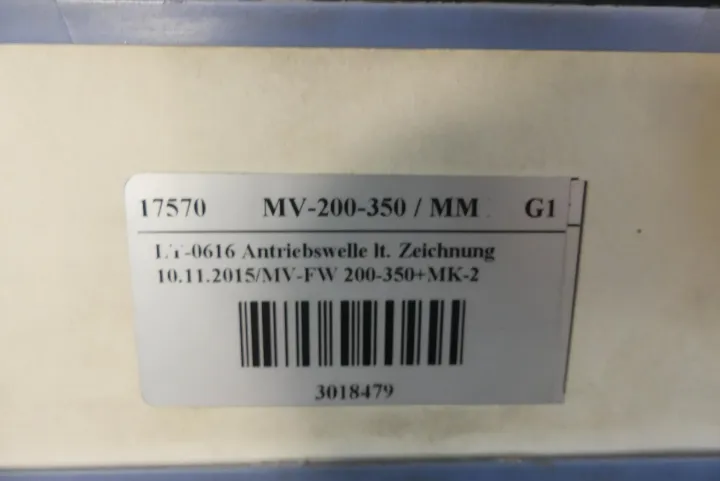 17570 MV-200-350 / MM G1
-0616 Antriebswelle lt. Zeichnung
10.11.2015/MV-FW 200-350+MK-2
3018479